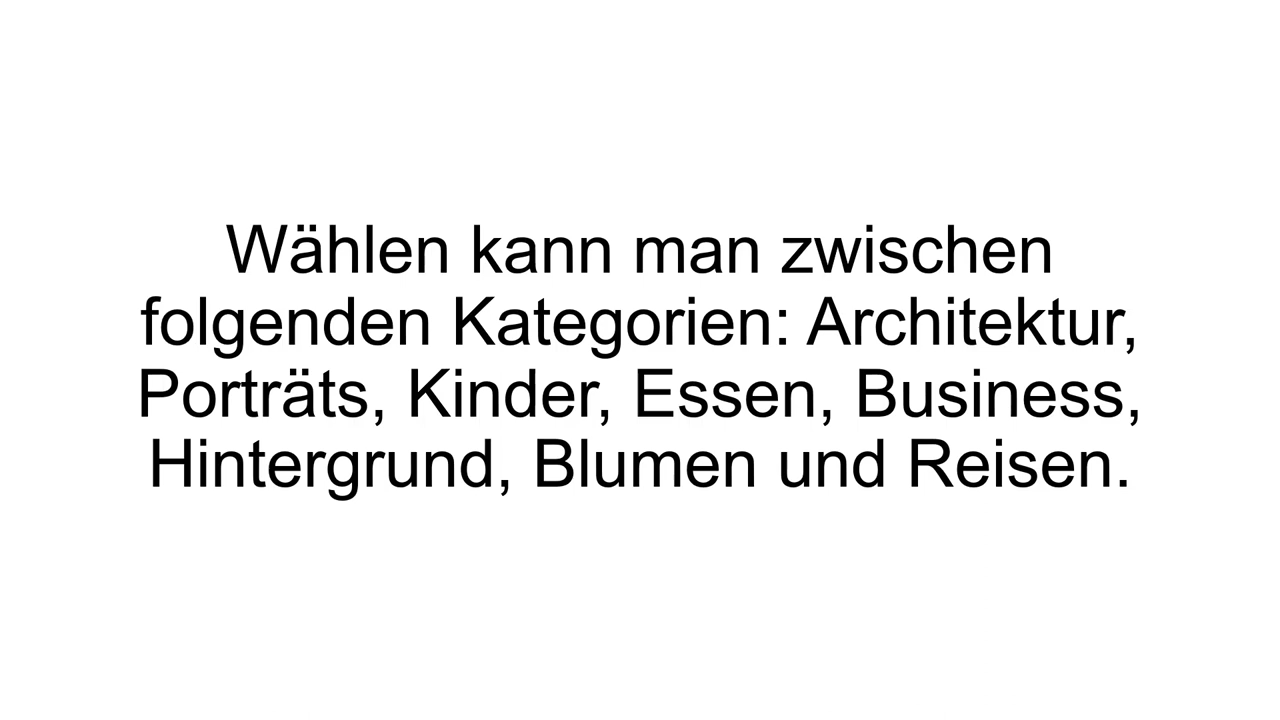 Wählen kann man zwischen
folgenden Kategorien: Architektur,
Porträts, Kinder, Essen, Business,
Hintergrund, Blumen und Reisen.